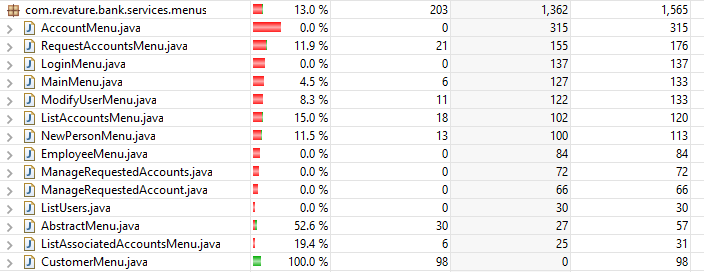 com.revature.bank.services.menus 13.0 % 203 1,362 1,565
AccountMenu.java 0.0 % 0 315 315
RequestAccountsMenu.java 11.9 % 21 155 176
LoginMenu.java 0.0 % 0 137 137
MainMenu.java 4.5 % 6 127 133
ModifyUserMenu.java 8.3 % 11 122 133
ListAccountsMenu.java 15.0 % 18 102 120
NewPersonMenu.java 11.5 % 13 100 113
EmployeeMenu.java 0.0 % 0 84 84
ManageRequestedAccounts.java 0.0 % 0 72 72
ManageRequestedAccount.java 0.0 % 0 66 66
ListUsers.java 0.0 % 0 30 30
AbstractMenu.java 52.6 % 30 27 57
ListAssociatedAccountsMenu.java 19.4 % 6 25 31
CustomerMenu.java 100.0 % 98 0 98